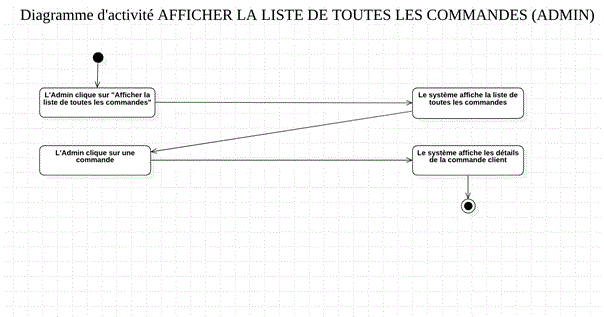 Diagramme d'activité AFFICHER LA LISTE DE TOUTES LES COMMANDES (ADMIN)
L'Admin clique sur "Afficher la
liste de toutes les commandes"
Le système affiche la liste de
toutes les commandes
L'Admin clique sur une
commande
Le système affiche les détails
de la commande client